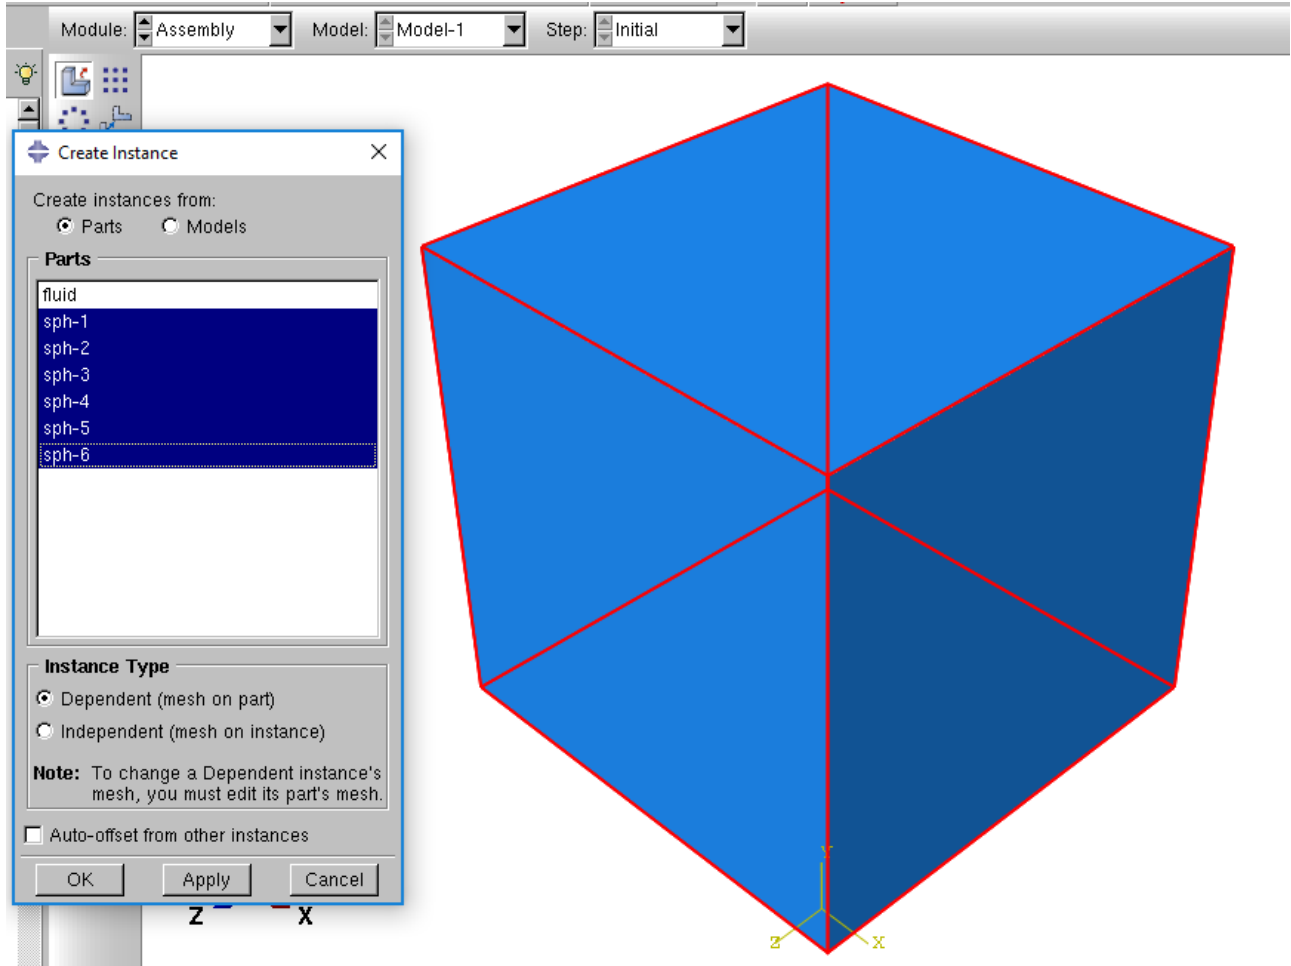 Module: Assembly Model: Model-1 Step: Initial
Create Instance
Create instances from:
Parts Models
Parts
fluid
sph-1
sph-2
sph-3
sph-4
sph-5
sph-6
Instance Type
Dependent (mesh on part)
Independent (mesh on instance)
Note: To change a Dependent instance's
mesh, you must edit its part's mesh.
Auto-offset from other instances
OK Apply Cancel
Z X
Y
Z X